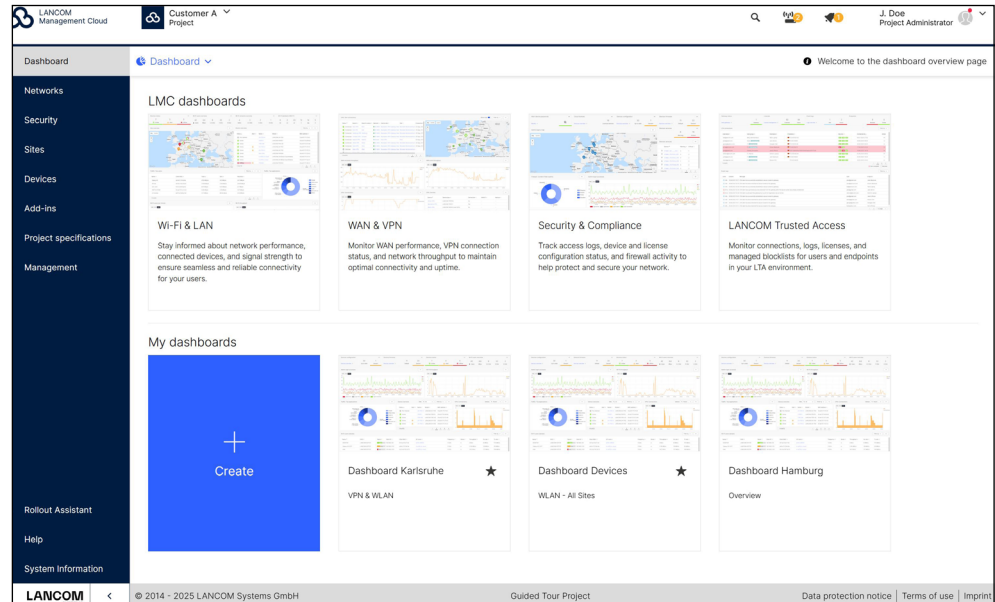 LANCOM
Management Cloud
Customer A
Project
2
1
J. Doe
Project Administrator
Dashboard
Dashboard
Welcome to the dashboard overview page
Networks
Security
Sites
Devices
Add-ins
Project specifications
Management
LMC dashboards
Wi-Fi & LAN
Stay informed about network performance,
connected devices, and signal strength to
ensure seamless and reliable connectivity
for your users.
WAN & VPN
Monitor WAN performance, VPN connection
status, and network throughput to maintain
optimal connectivity and uptime.
Security & Compliance
Track access logs, device and license
configuration status, and firewall activity to
help protect and secure your network.
LANCOM Trusted Access
Monitor connections, logs, licenses, and
managed blocklists for users and endpoints
in your LTA environment.
My dashboards
Create
Dashboard Karlsruhe
VPN & WLAN
Dashboard Devices
WLAN - All Sites
Dashboard Hamburg
Overview
Rollout Assistant
Help
System Information
LANCOM
© 2014 - 2025 LANCOM Systems GmbH
Guided Tour Project
Data protection notice | Terms of use | Imprint